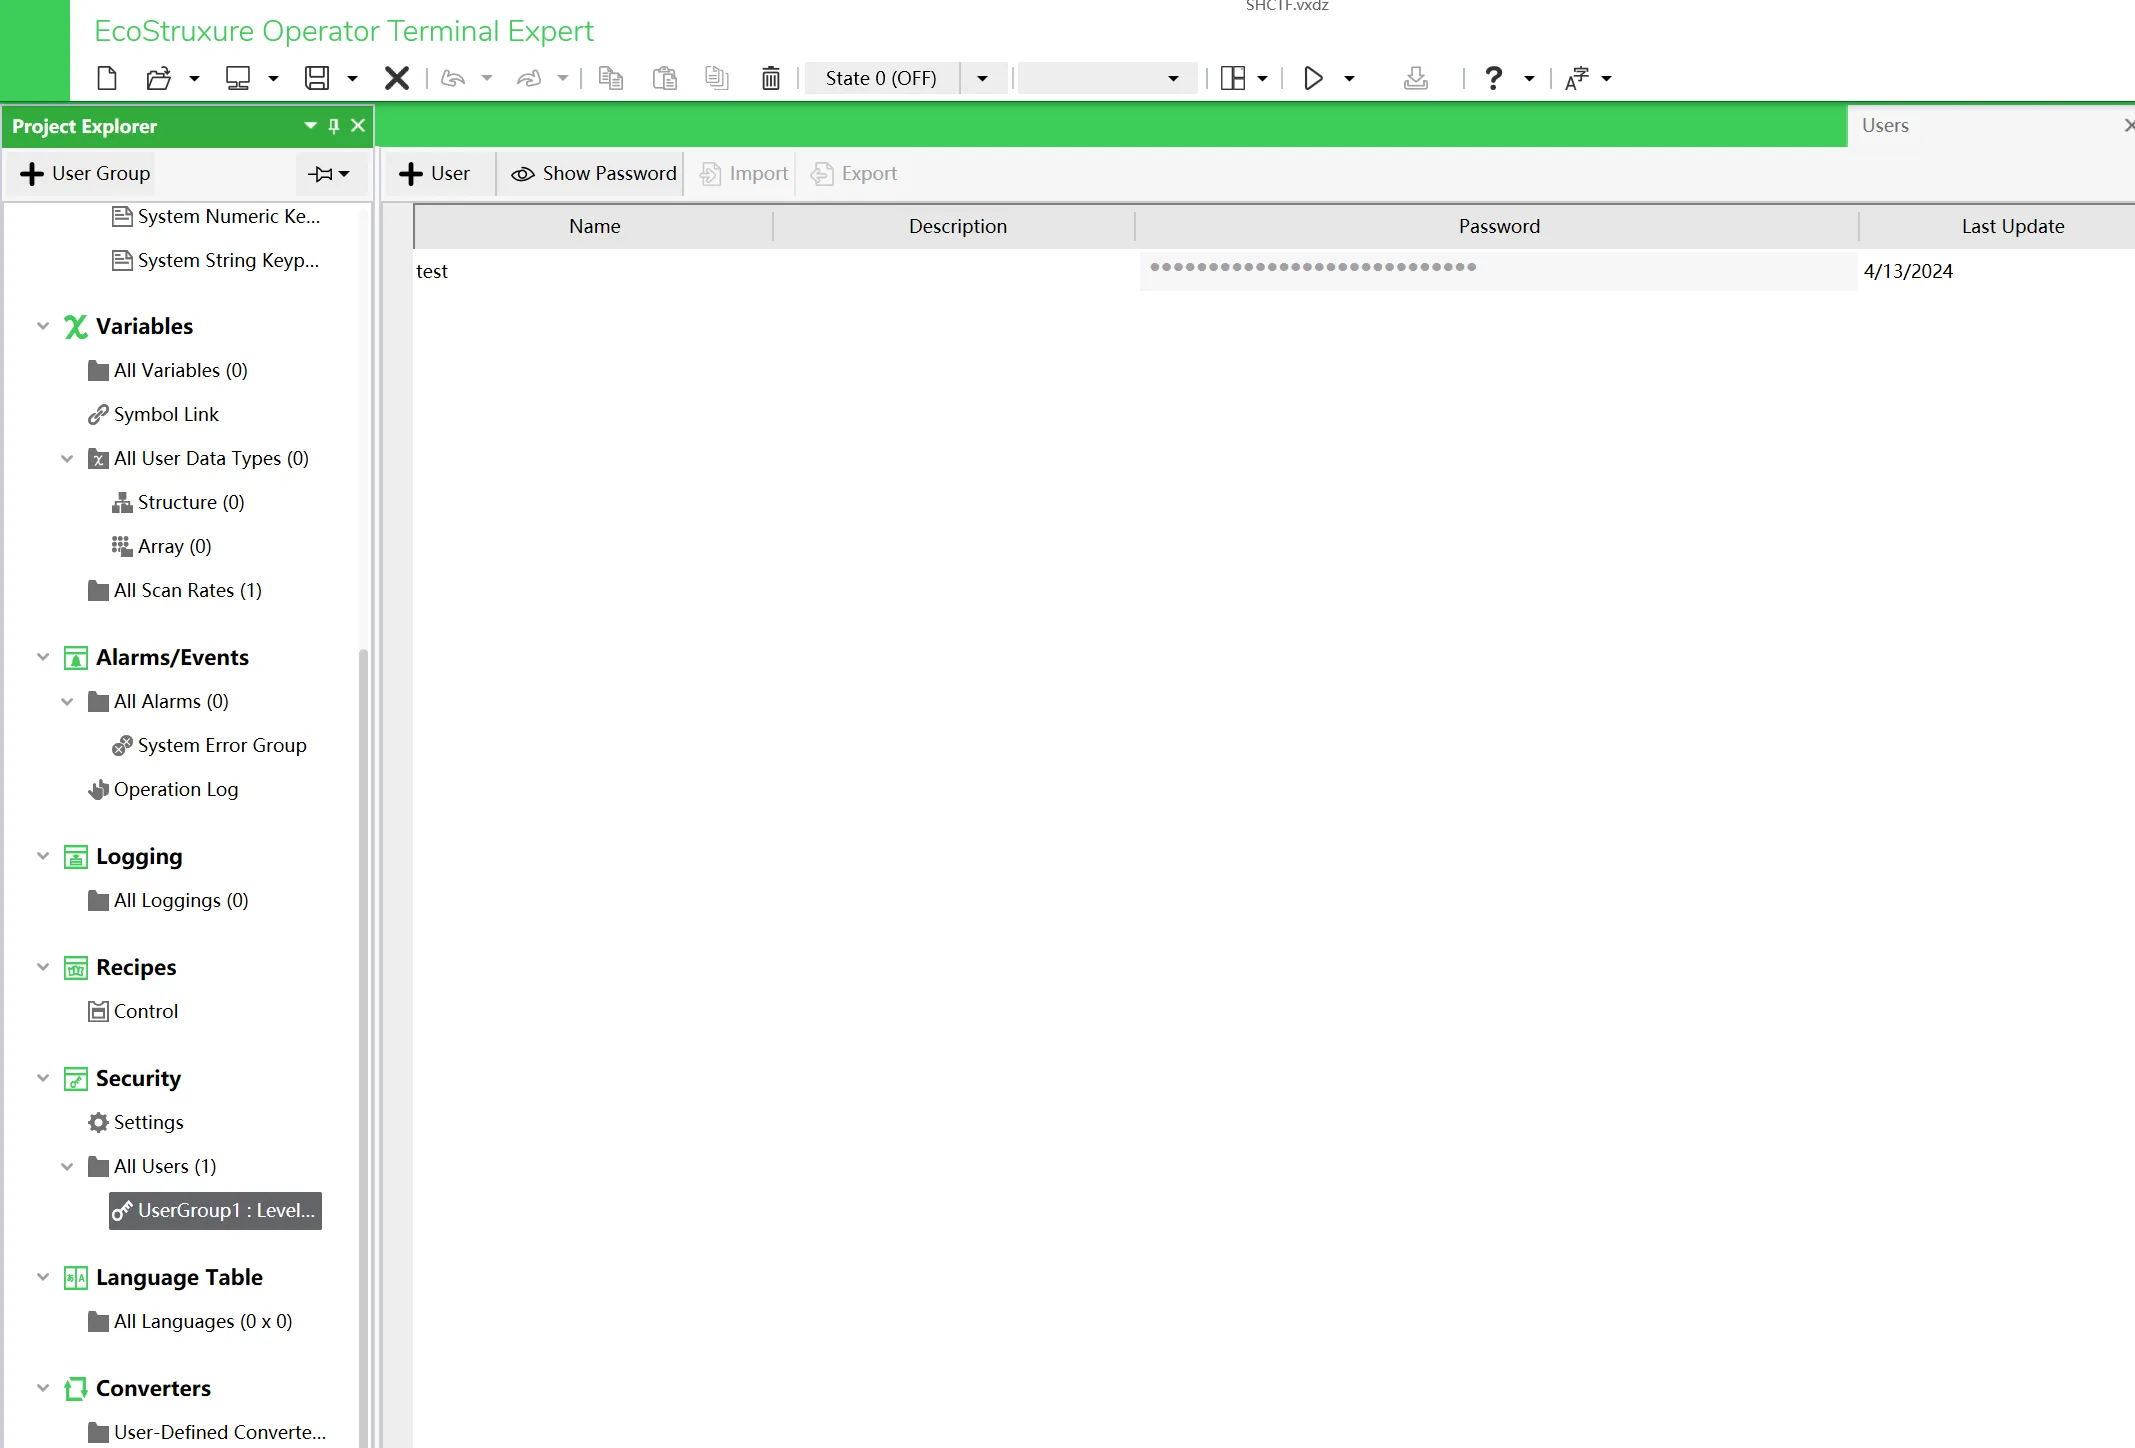 SHCTF.vxdz
EcoStruxure Operator Terminal Expert
State 0 (OFF)
Project Explorer
Users
User Group
User
Show Password
Import
Export
Name
Description
Password
Last Update
test
••••••••••••••••••••••••••••
4/13/2024
System Numeric Ke...
System String Keyp...
Variables
All Variables (0)
Symbol Link
All User Data Types (0)
Structure (0)
Array (0)
All Scan Rates (1)
Alarms/Events
All Alarms (0)
System Error Group
Operation Log
Logging
All Loggings (0)
Recipes
Control
Security
Settings
All Users (1)
UserGroup1 : Level...
Language Table
All Languages (0 x 0)
Converters
User-Defined Converte...